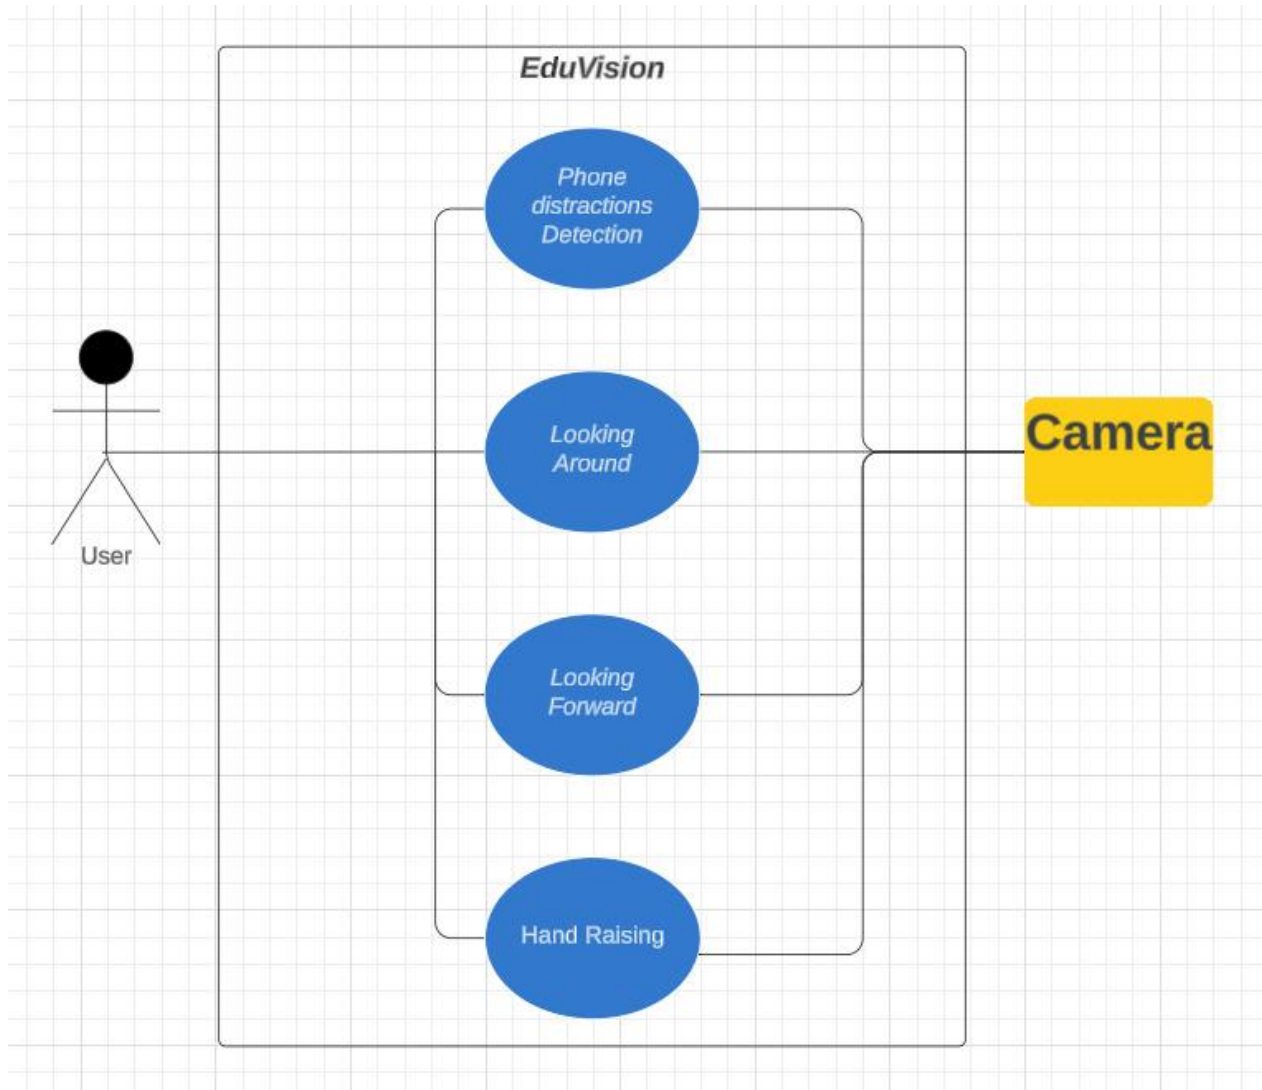 EduVision
Phone
distractions
Detection
Looking
Around
Camera
User
Looking
Forward
Hand Raising